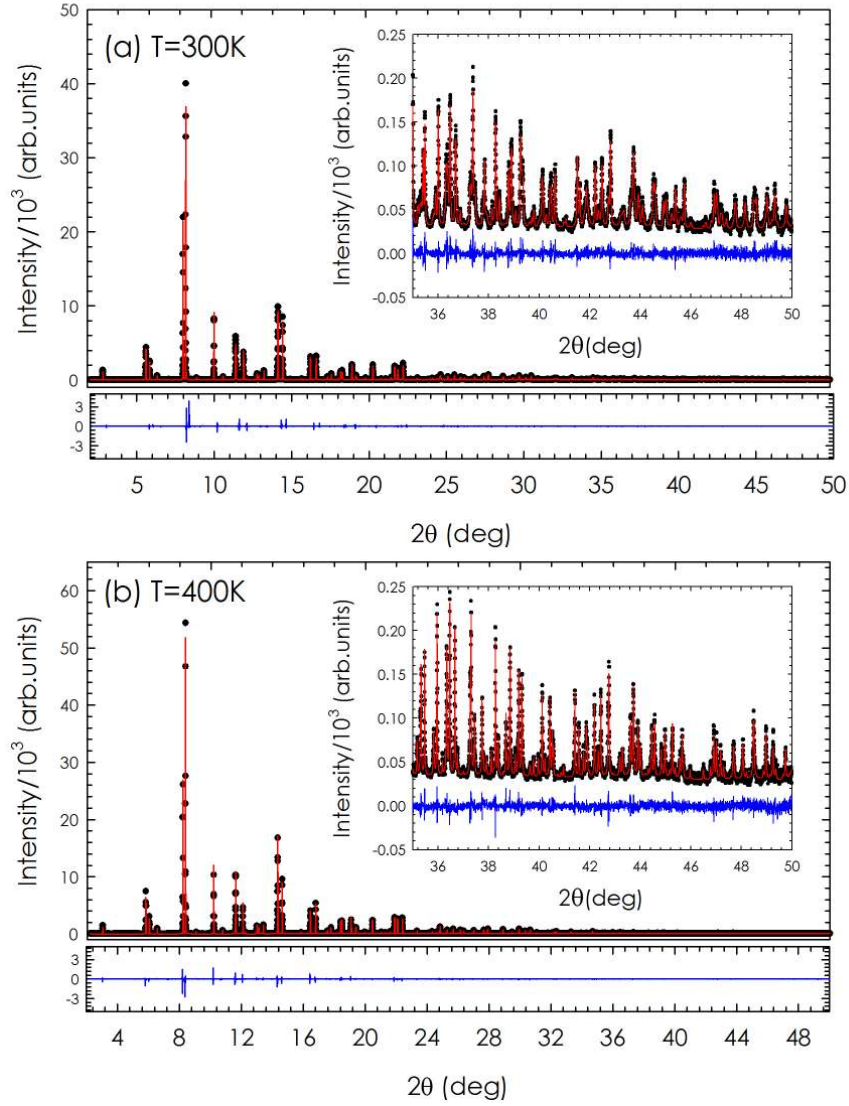 (a) T=300K
Intensity/10³ (arb.units)
50
40
30
20
10
0
Intensity/10³ (arb.units)
0.25
0.20
0.15
0.10
0.05
0.00
-0.05
36 38 40 42 44 46 48 50
2θ(deg)
3
0
-3
5 10 15 20 25 30 35 40 45 50
2θ (deg)
(b) T=400K
Intensity/10³ (arb.units)
60
50
40
30
20
10
0
Intensity/10³ (arb.units)
0.25
0.20
0.15
0.10
0.05
0.00
-0.05
36 38 40 42 44 46 48 50
2θ(deg)
3
0
-3
4 8 12 16 20 24 28 32 36 40 44 48
2θ (deg)